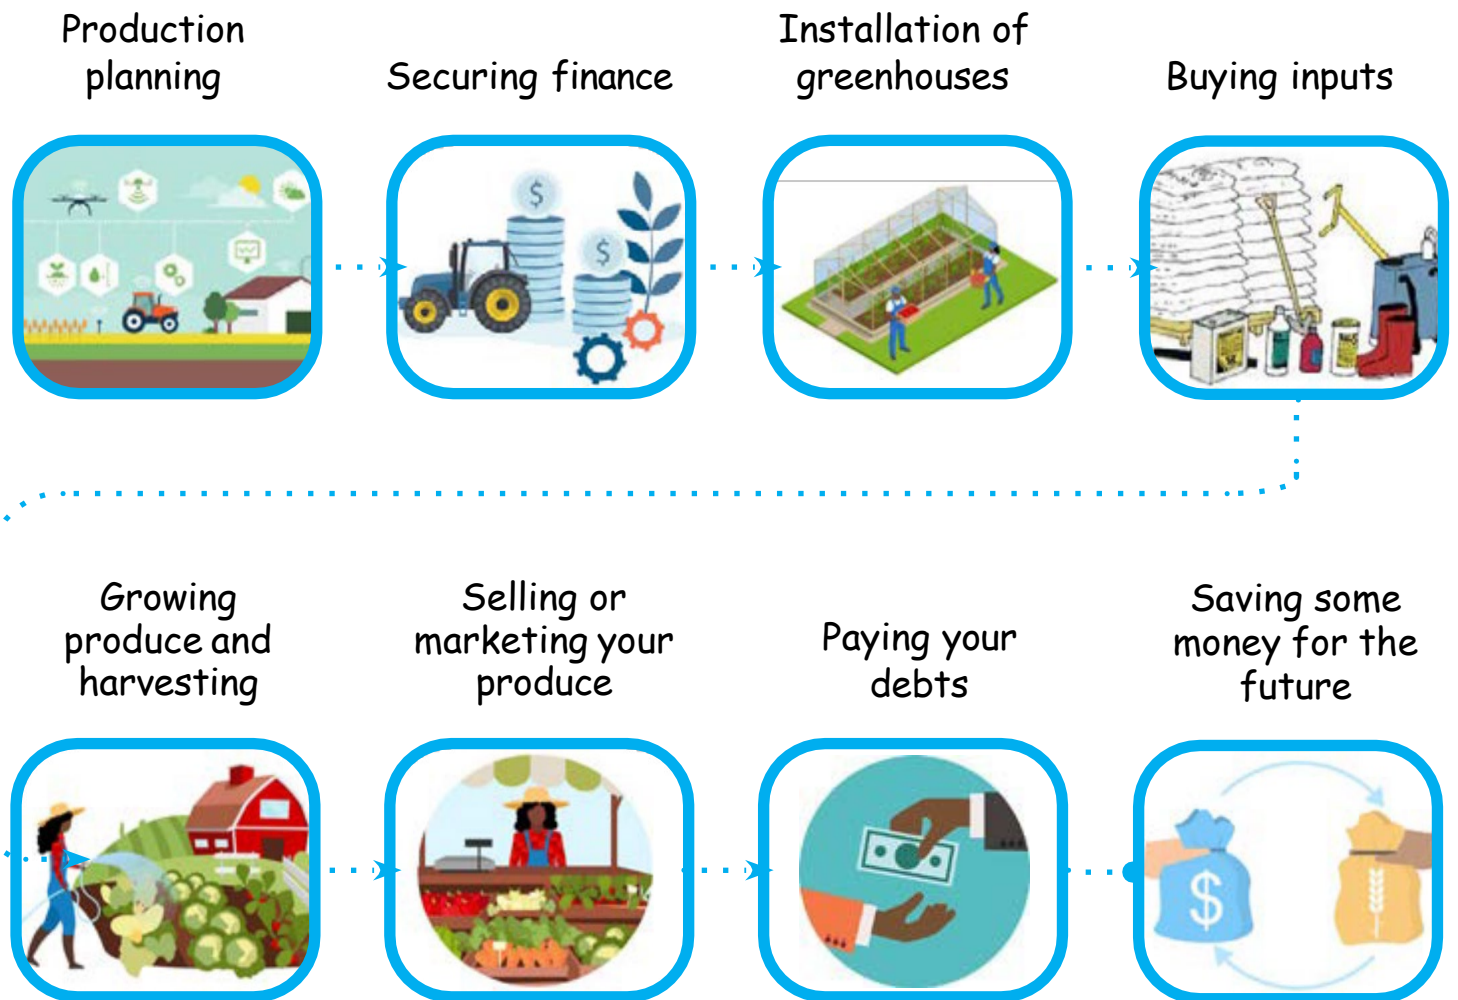 Production
planning
Securing finance
Installation of
greenhouses
Buying inputs
$
$
Growing
produce and
harvesting
Selling or
marketing your
produce
Paying your
debts
Saving some
money for the
future
$